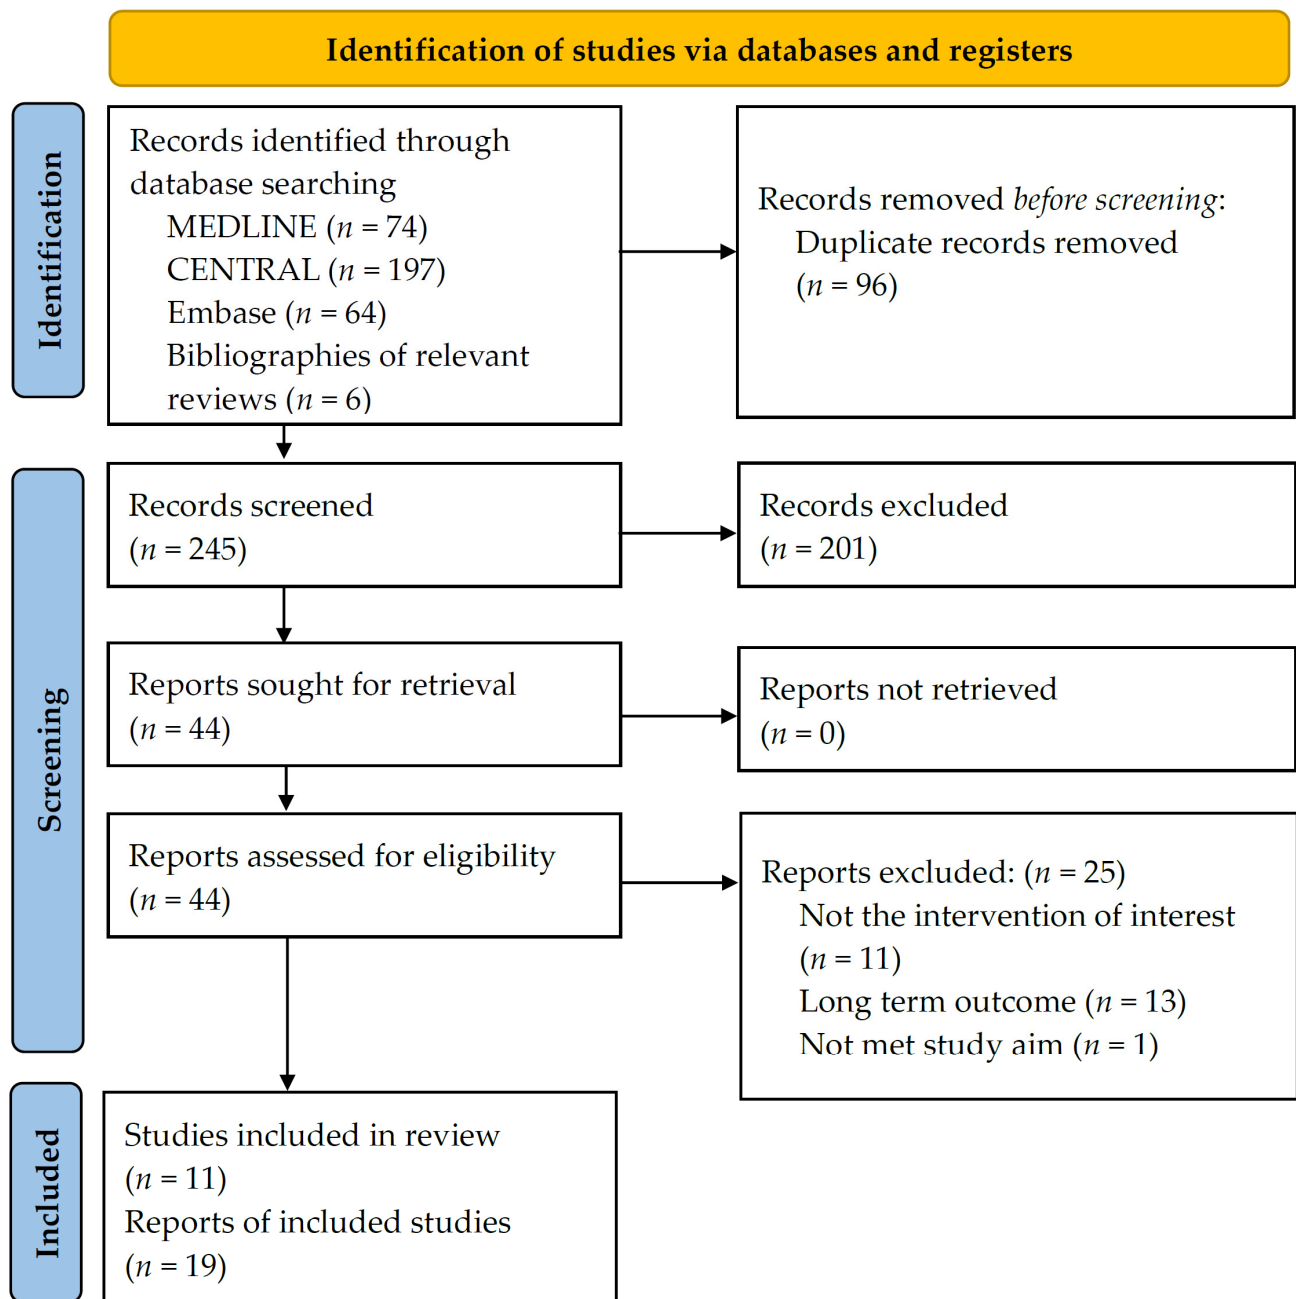 Identification of studies via databases and registers
Identification
Records identified through
database searching
MEDLINE (n = 74)
CENTRAL (n = 197)
Embase (n = 64)
Bibliographies of relevant
reviews (n = 6)
Records removed before screening:
Duplicate records removed
(n = 96)
Screening
Records screened
(n = 245)
Records excluded
(n = 201)
Reports sought for retrieval
(n = 44)
Reports not retrieved
(n = 0)
Reports assessed for eligibility
(n = 44)
Reports excluded: (n = 25)
Not the intervention of interest
(n = 11)
Long term outcome (n = 13)
Not met study aim (n = 1)
Included
Studies included in review
(n = 11)
Reports of included studies
(n = 19)